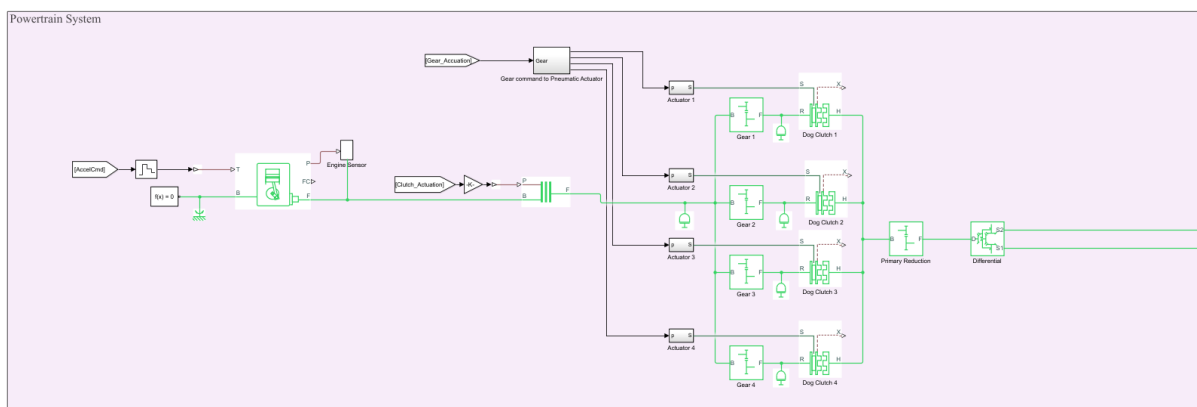 Powertrain System
[Gear_Accuation]
Gear
Gear command to Pneumatic Actuator
p S
Actuator 1
S X
B F
Gear 1
R H
Dog Clutch 1
[AccelCmd]
T
P
FC
B F
Engine Sensor
f(x) = 0
[Clutch_Actuation]
-K-
P
B F
p S
Actuator 2
S X
B F
Gear 2
R H
Dog Clutch 2
p S
Actuator 3
S X
B F
Gear 3
R H
Dog Clutch 3
p S
Actuator 4
S X
B F
Gear 4
R H
Dog Clutch 4
B F
Primary Reduction
D
S2
S1
Differential